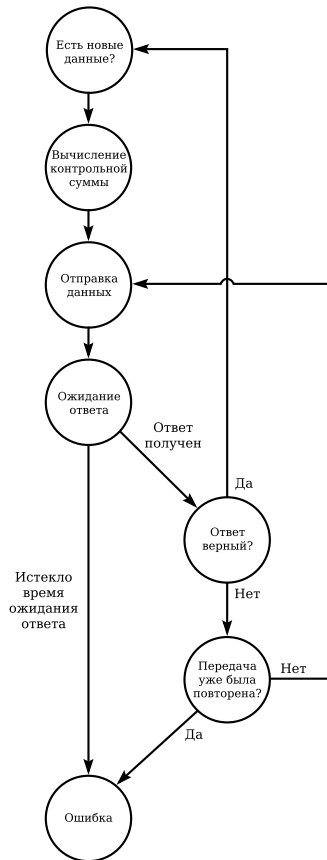 Есть новые
данные?
Вычисление
контрольной
суммы
Отправка
данных
Ожидание
ответа
Ответ
получен
Да
Ответ
верный?
Истекло
время
ожидания
ответа
Нет
Передача
уже была
повторена?
Нет
Да
Ошибка